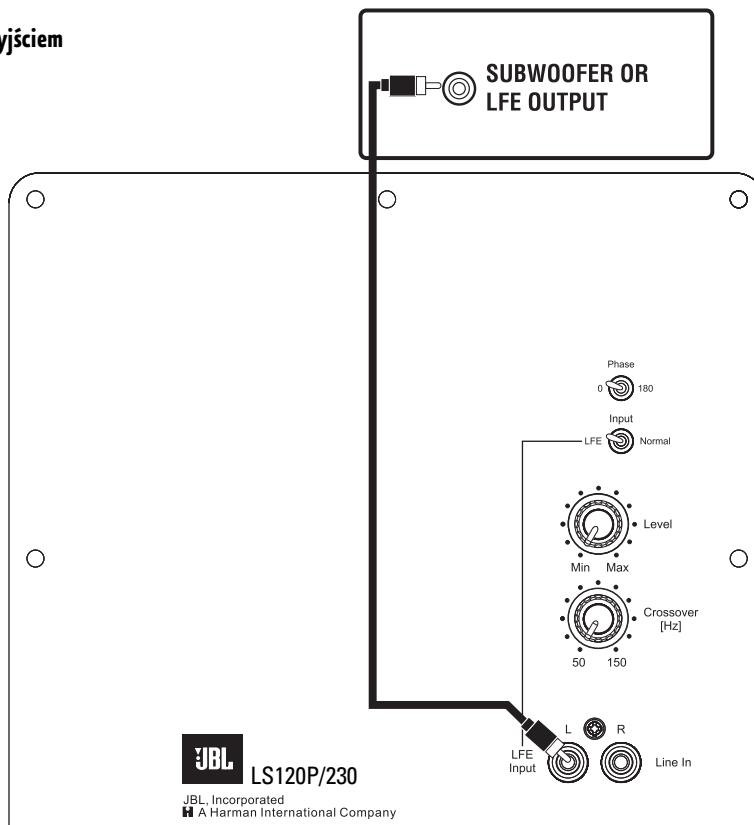 yjściem
SUBWOOFER OR
LFE OUTPUT
Phase
0 180
Input
LFE Normal
Level
Min Max
Crossover
[Hz]
50 150
L R
LFE
Input
Line In
JBL LS120P/230
JBL, Incorporated
H A Harman International Company